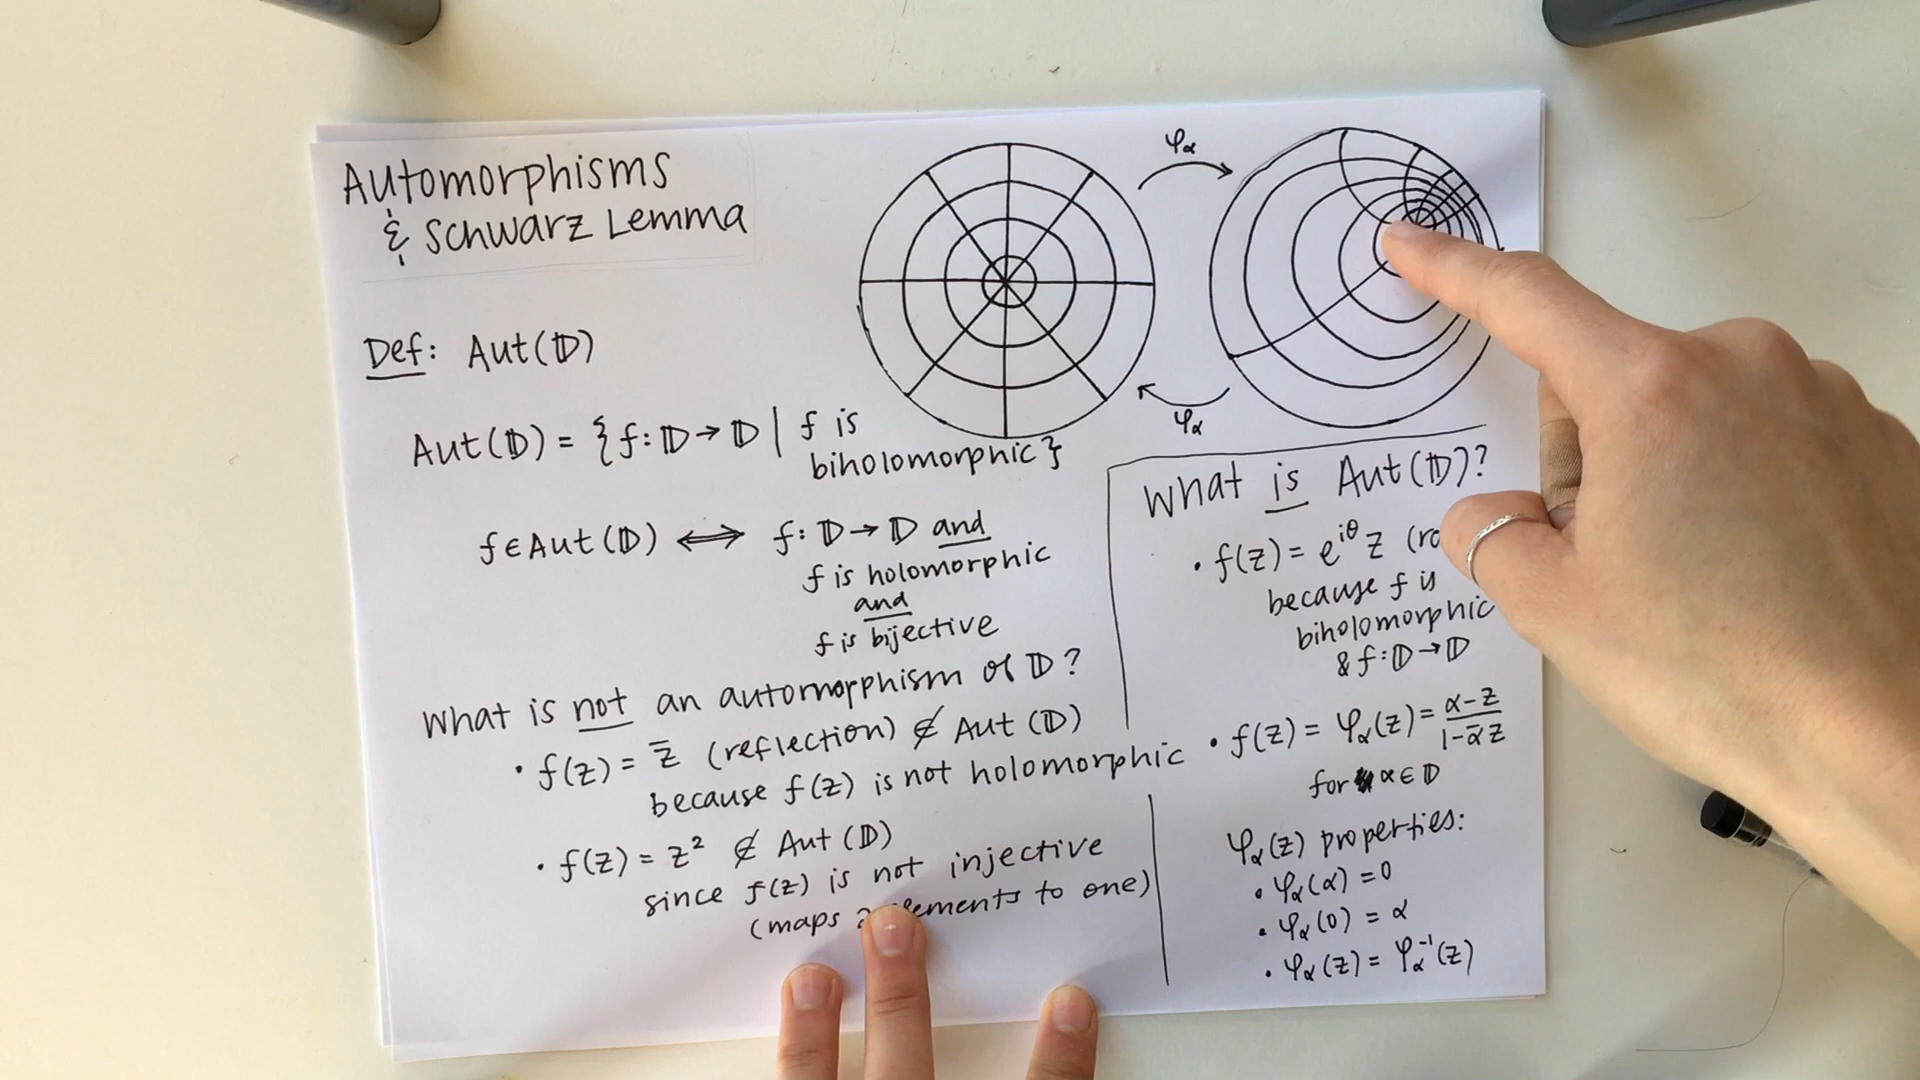 Automorphisms
& Schwarz Lemma
φα
φα
Def: Aut(𝔻)
Aut(𝔻) = {f: 𝔻→𝔻 | f is
biholomorphic}
f∈Aut(𝔻) ⟺ f: 𝔻→𝔻 and
f is holomorphic
and
f is bijective
What is not an automorphism of 𝔻?
• f(z) = z̄ (reflection) ∉ Aut(𝔻)
because f(z) is not holomorphic
• f(z) = z² ∉ Aut(𝔻)
since f(z) is not injective
(maps to one)
What is Aut(𝔻)?
• f(z) = e^{iθ} z
because f is
biholomorphic
& f: 𝔻→𝔻
• f(z) = φα(z) = (α-z)/(1-ᾱz)
for α∈𝔻
φα(z) properties:
• φα(α) = 0
• φα(0) = α
• φα(z) = φα⁻¹(z)